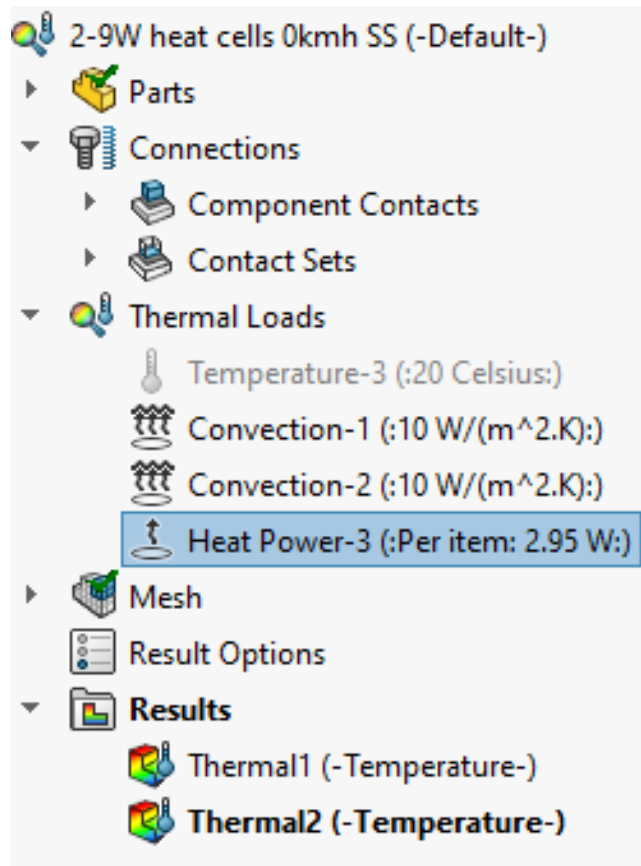 2-9W heat cells 0kmh SS (-Default-)
Parts
Connections
Component Contacts
Contact Sets
Thermal Loads
Temperature-3 (:20 Celsius:)
Convection-1 (:10 W/(m^2.K):)
Convection-2 (:10 W/(m^2.K):)
Heat Power-3 (:Per item: 2.95 W:)
Mesh
Result Options
Results
Thermal1 (-Temperature-)
Thermal2 (-Temperature-)